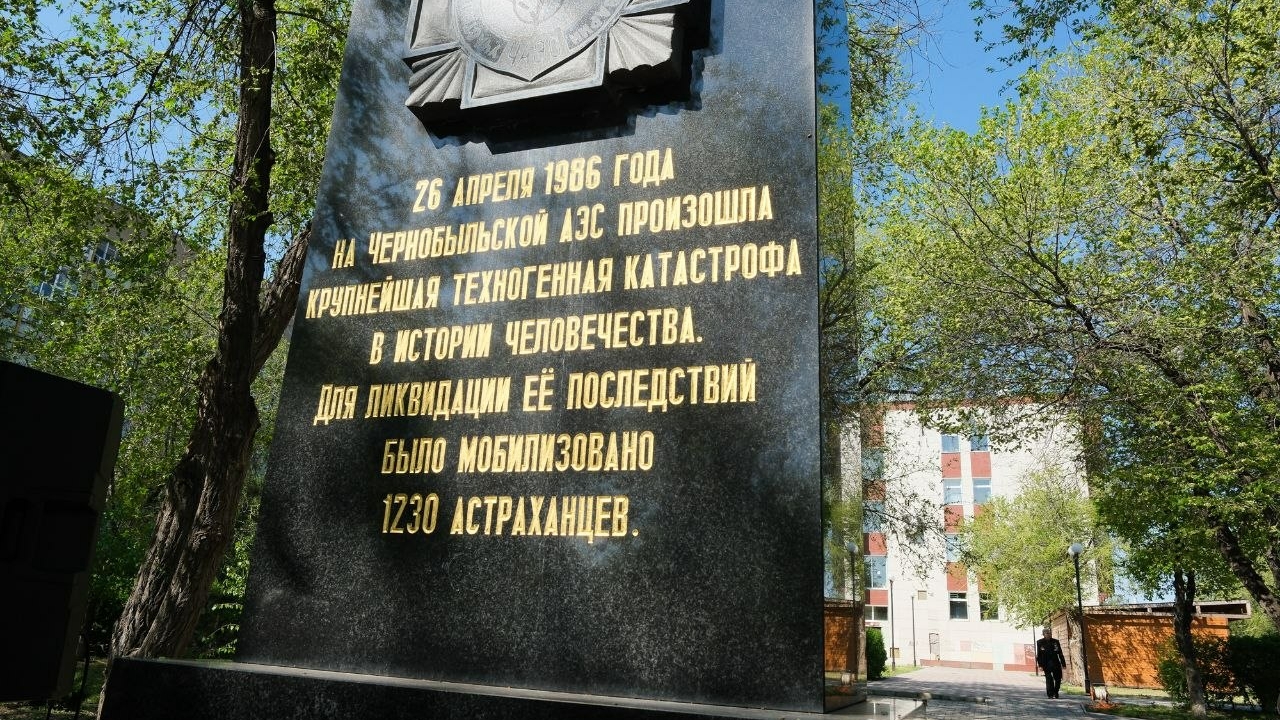 26 АПРЕЛЯ 1986 ГОДА
НА ЧЕРНОБЫЛЬСКОЙ АЭС ПРОИЗОШЛА
КРУПНЕЙШАЯ ТЕХНОГЕННАЯ КАТАСТРОФА
В ИСТОРИИ ЧЕЛОВЕЧЕСТВА.
ДЛЯ ЛИКВИДАЦИИ ЕЁ ПОСЛЕДСТВИЙ
БЫЛО МОБИЛИЗОВАНО
1230 АСТРАХАНЦЕВ.